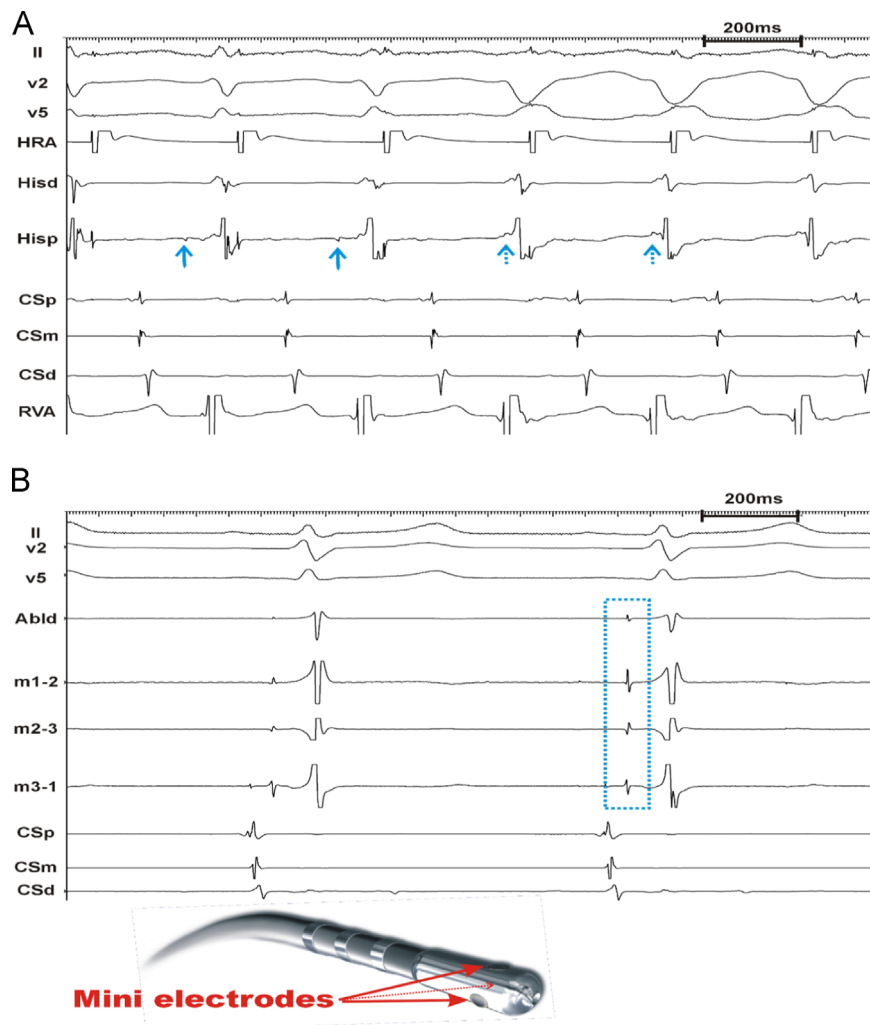 A
200ms
II
v2
v5
HRA
Hisd
Hisp
CSp
CSm
CSd
RVA
B
200ms
II
v2
v5
Abld
m1-2
m2-3
m3-1
CSp
CSm
CSd
Mini electrodes